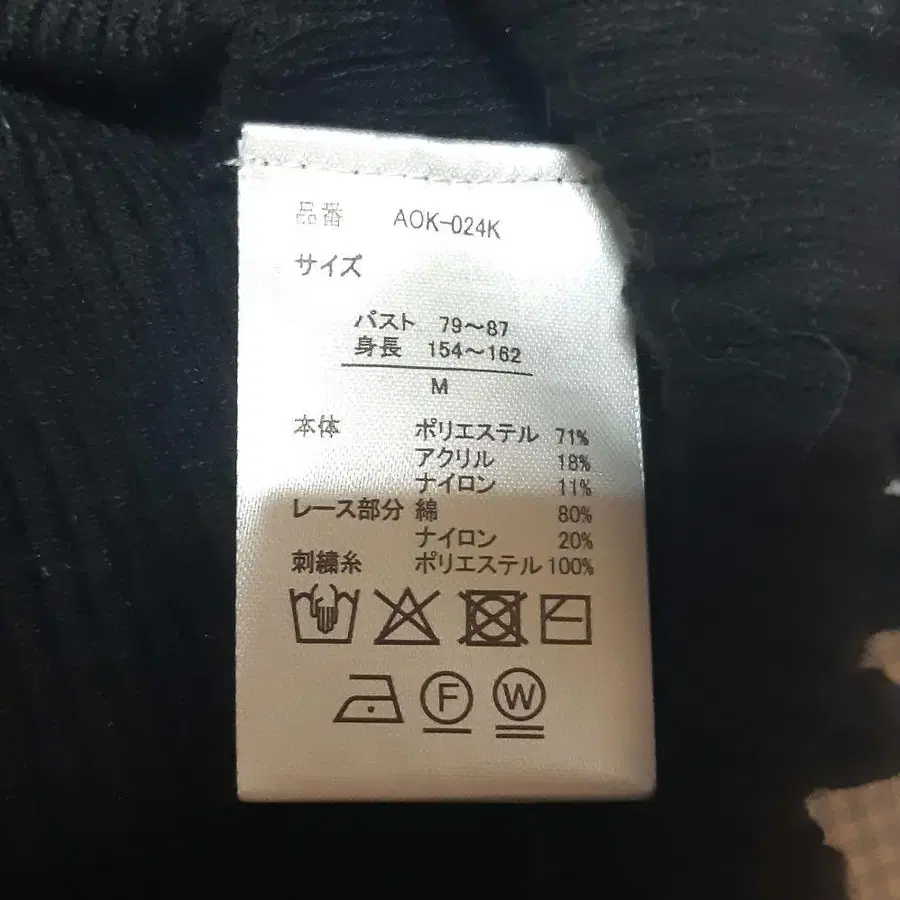 品番 AOK-024K
サイズ
バスト 79～87
身長 154～162
M
本体 ポリエステル 71%
アクリル 18%
ナイロン 11%
レース部分 綿 80%
ナイロン 20%
刺繍糸 ポリエステル 100%
F W